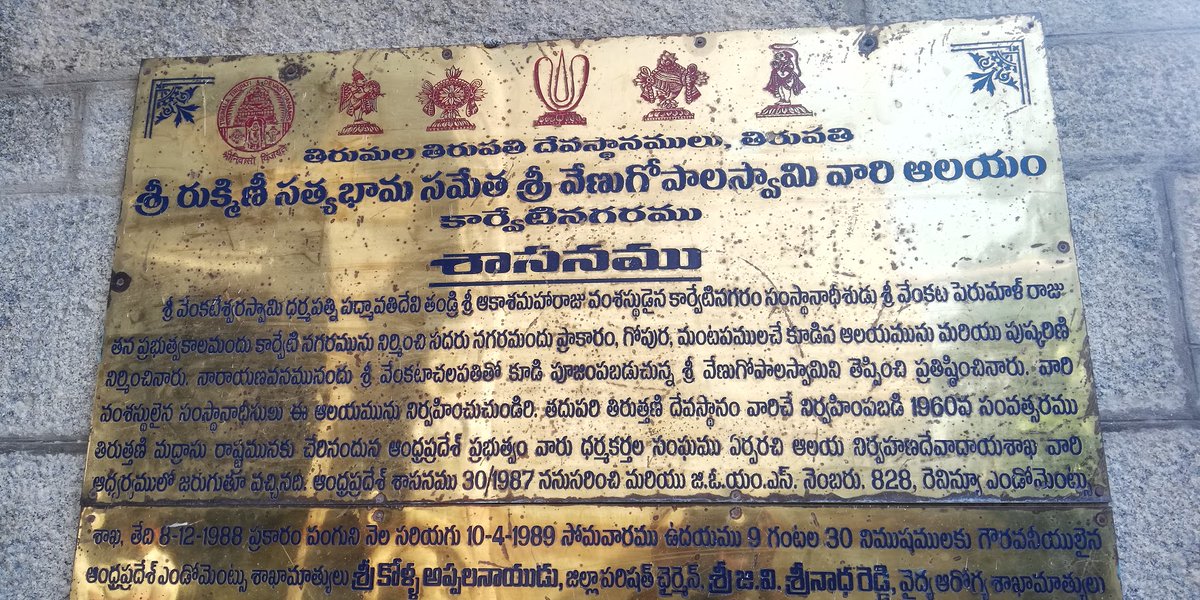 శ్రీనివాసో విజయతే
తిరుమల తిరుపతి దేవస్థానములు, తిరుపతి
శ్రీ రుక్మిణీ సత్యభామ సమేత శ్రీ వేణుగోపాలస్వామి వారి ఆలయం
కార్వేటినగరము
శాసనము
శ్రీ వేంకటేశ్వరస్వామి ధర్మపత్ని పద్మావతిదేవి తండ్రి శ్రీ ఆకాశమహారాజు వంశస్థుడైన కార్వేటినగరం సంస్థానాధీశుడు శ్రీ వేంకట పెరుమాళ్ రాజు
తన ప్రభుత్వకాలమందు కార్వేటి నగరమును నిర్మించి సదరు నగరమందు ప్రాకారం, గోపుర, మంటపములచే కూడిన ఆలయమును మరియు పుష్కరిణి
నిర్మించినారు. నారాయణవనమునందు శ్రీ వేంకటాచలపతితో కూడి పూజింపబడుచున్న శ్రీ వేణుగోపాలస్వామిని తెప్పించి ప్రతిష్ఠించినారు. వారి
వంశస్థులైన సంస్థానాధిపులు ఈ ఆలయమును నిర్వహించుచుండిరి. తదుపరి తిరుత్తణి దేవస్థానం వారిచే నిర్వహింపబడి 1960వ సంవత్సరము
తిరుత్తణి మద్రాసు రాష్ట్రమునకు చేరినందున ఆంధ్రప్రదేశ్ ప్రభుత్వం వారు ధర్మకర్తల సంఘము ఏర్పరచి ఆలయ నిర్వహణదేవాదాయశాఖ వారి
ఆధ్వర్యములో జరుగుతూ వచ్చినది. ఆంధ్రప్రదేశ్ శాసనము 30/1987 ననుసరించి మరియు జి.ఓ.యం.ఎస్. నెంబరు. 828, రెవిన్యూ ఎండోమెంట్సు
శాఖ, తేది 8-12-1988 ప్రకారం పంగుని నెల సరియగు 10-4-1989 సోమవారము ఉదయము 9 గంటల 30 నిముషములకు గౌరవనీయులైన
ఆంధ్రప్రదేశ్ ఎండోమెంట్సు శాఖామాత్యులు శ్రీ కోళ్ళ అప్పలనాయుడు, జిల్లా పరిషత్ చైర్మెన్, శ్రీ జి.వి. శ్రీనాథ రెడ్డి, వైద్య ఆరోగ్య శాఖామాత్యులు